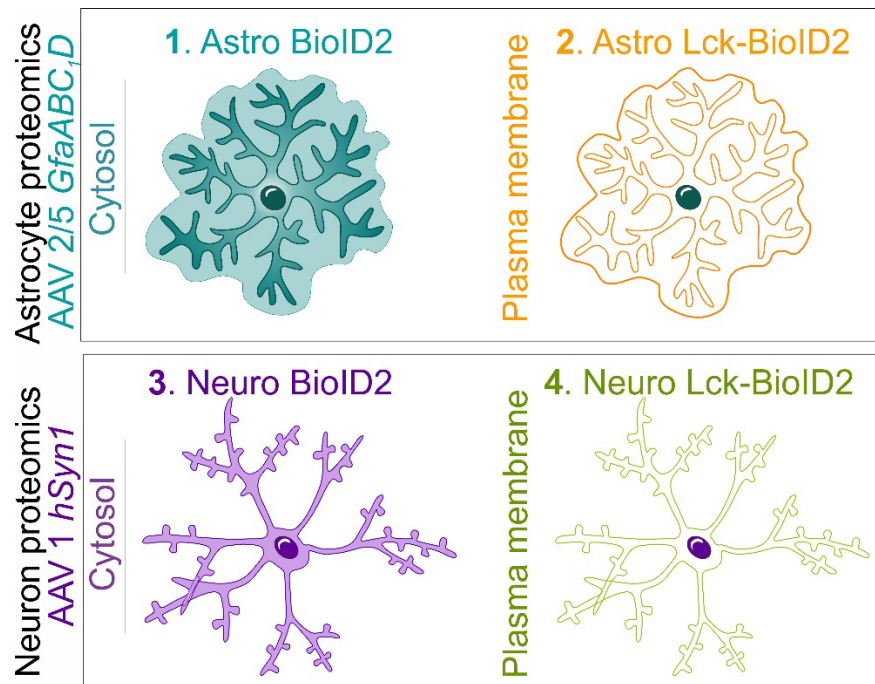 Astrocyte proteomics
AAV 2/5 GfaABC₁D
Cytosol
1. Astro BioID2
Plasma membrane
2. Astro Lck-BioID2
Neuron proteomics
AAV 1 hSyn1
Cytosol
3. Neuro BioID2
Plasma membrane
4. Neuro Lck-BioID2